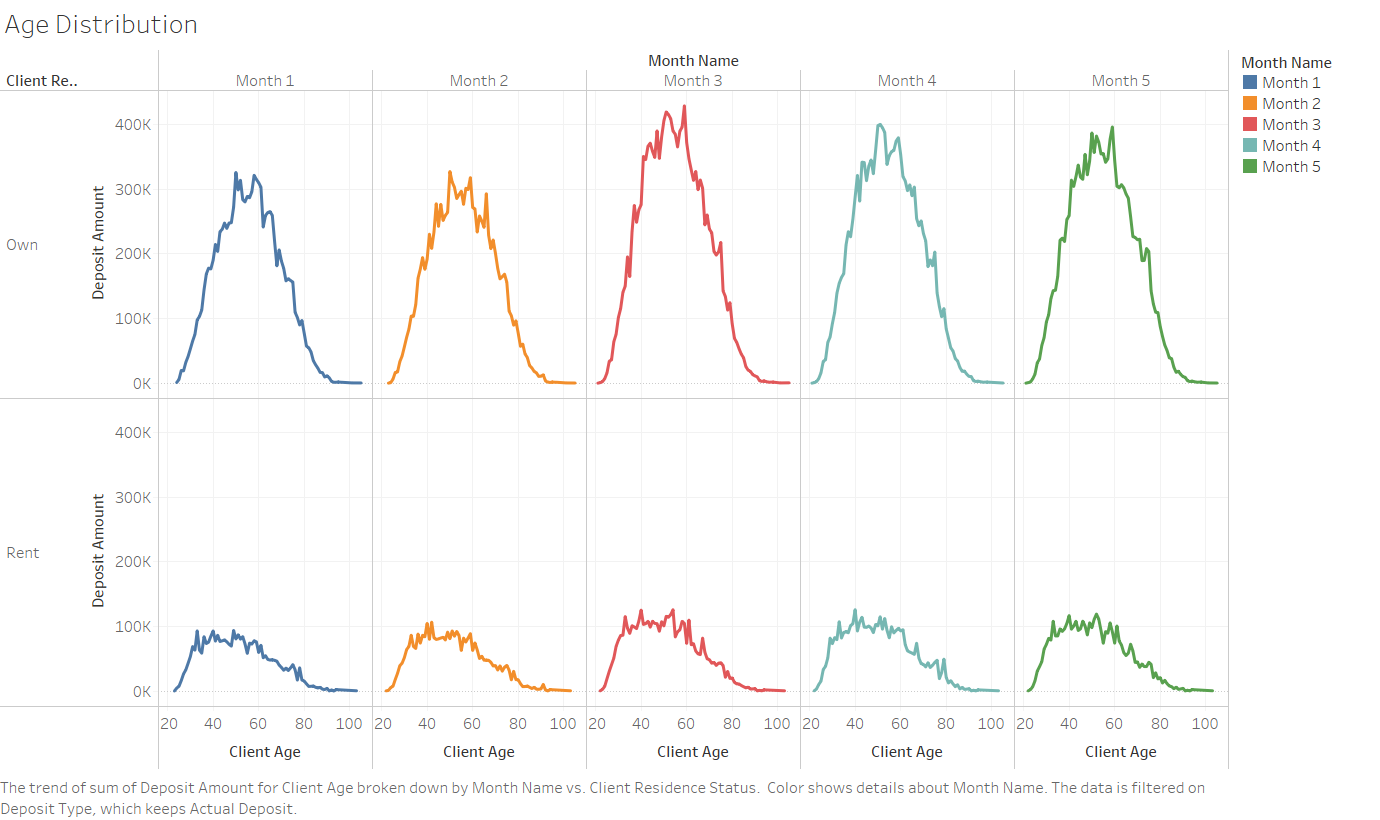 Age Distribution
Month Name
Client Re..
Month 1 Month 2 Month 3 Month 4 Month 5
Own
Deposit Amount
400K
300K
200K
100K
0K
Rent
Deposit Amount
400K
300K
200K
100K
0K
20 40 60 80 100 20 40 60 80 100 20 40 60 80 100 20 40 60 80 100 20 40 60 80 100
Client Age Client Age Client Age Client Age Client Age
Month Name
Month 1
Month 2
Month 3
Month 4
Month 5
The trend of sum of Deposit Amount for Client Age broken down by Month Name vs. Client Residence Status.  Color shows details about Month Name. The data is filtered on
Deposit Type, which keeps Actual Deposit.